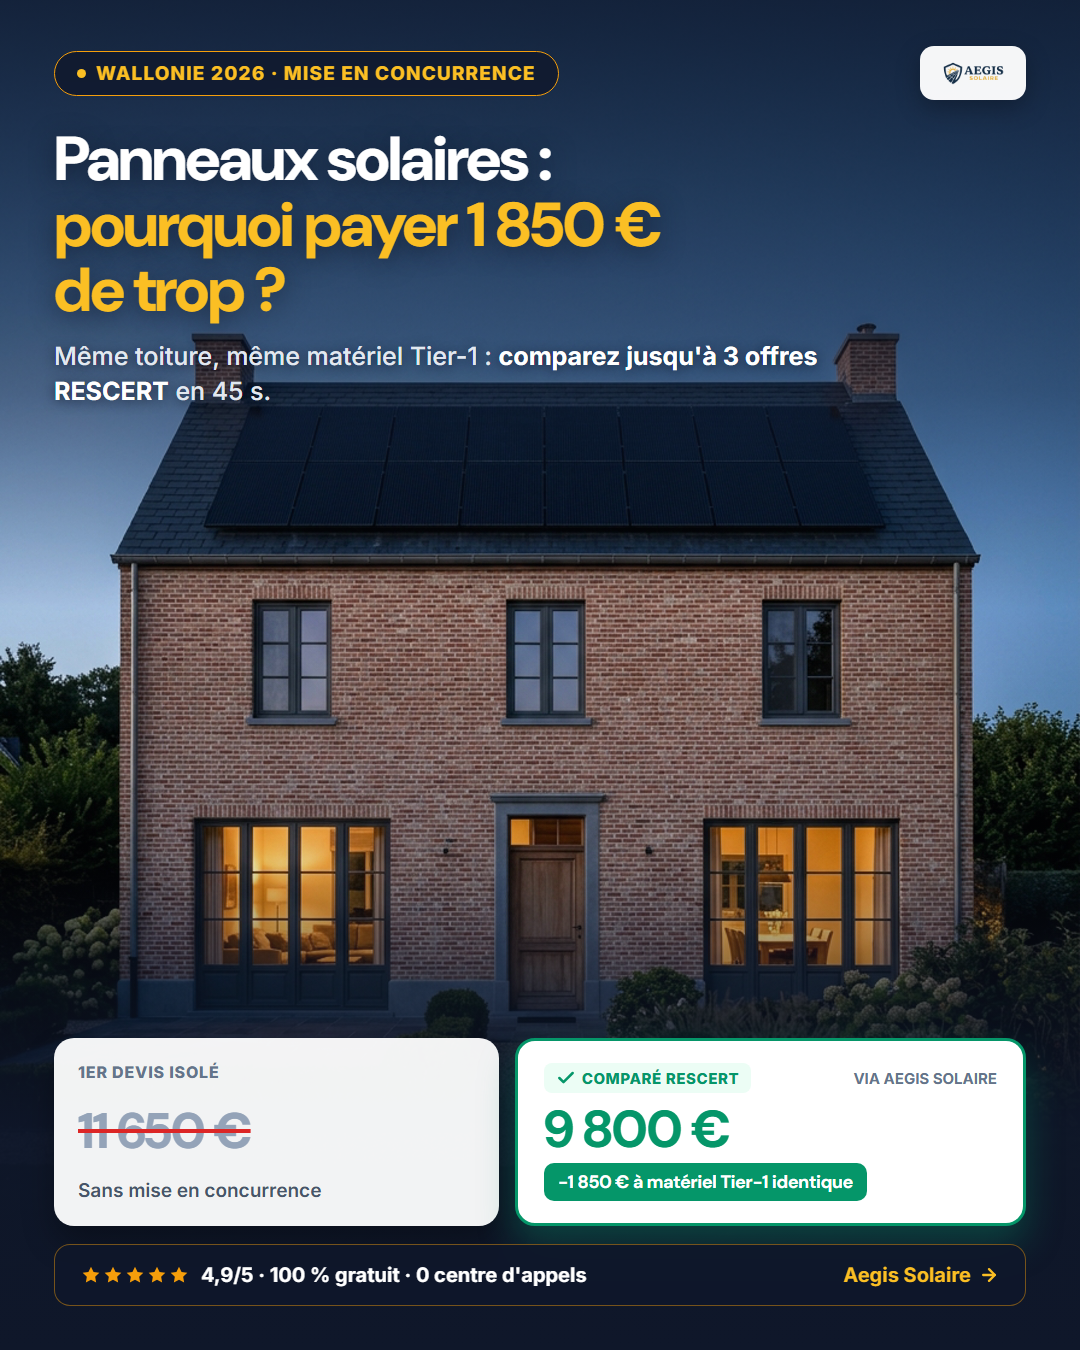 WALLONIE 2026 · MISE EN CONCURRENCE
AEGIS
SOLAIRE
Panneaux solaires :
pourquoi payer 1 850 €
de trop ?
Même toiture, même matériel Tier-1 : comparez jusqu'à 3 offres
RESCERT en 45 s.
1ER DEVIS ISOLÉ
11 650 €
Sans mise en concurrence
COMPARÉ RESCERT
VIA AEGIS SOLAIRE
9 800 €
-1 850 € à matériel Tier-1 identique
4,9/5 · 100 % gratuit · 0 centre d'appels
Aegis Solaire →